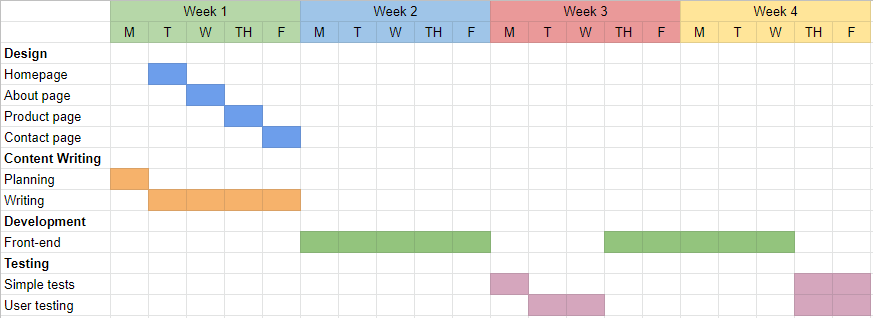 Week 1 Week 2 Week 3 Week 4
M T W TH F M T W TH F M T W TH F M T W TH F
Design
Homepage
About page
Product page
Contact page
Content Writing
Planning
Writing
Development
Front-end
Testing
Simple tests
User testing